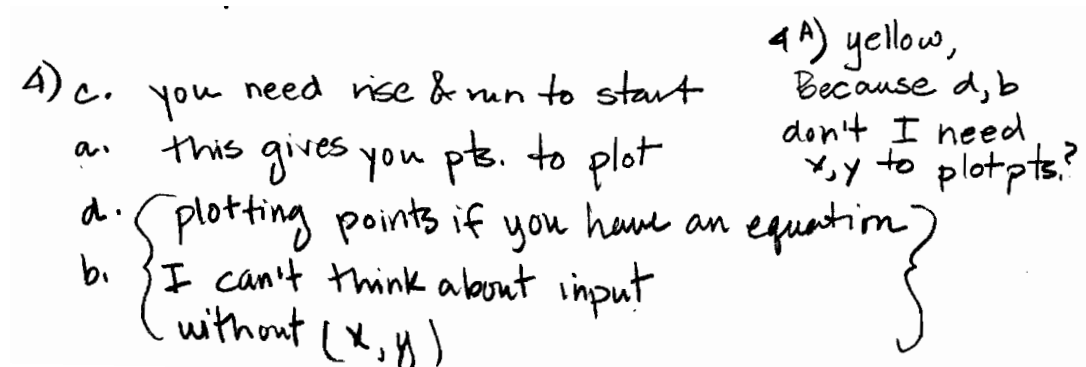 4) c. you need rise & run to start
a. this gives you pts. to plot
d. plotting points if you have an equation
b. I can't think about input
without (x, y)
4 A) yellow,
Because d, b
don't I need
x, y to plot pts.?